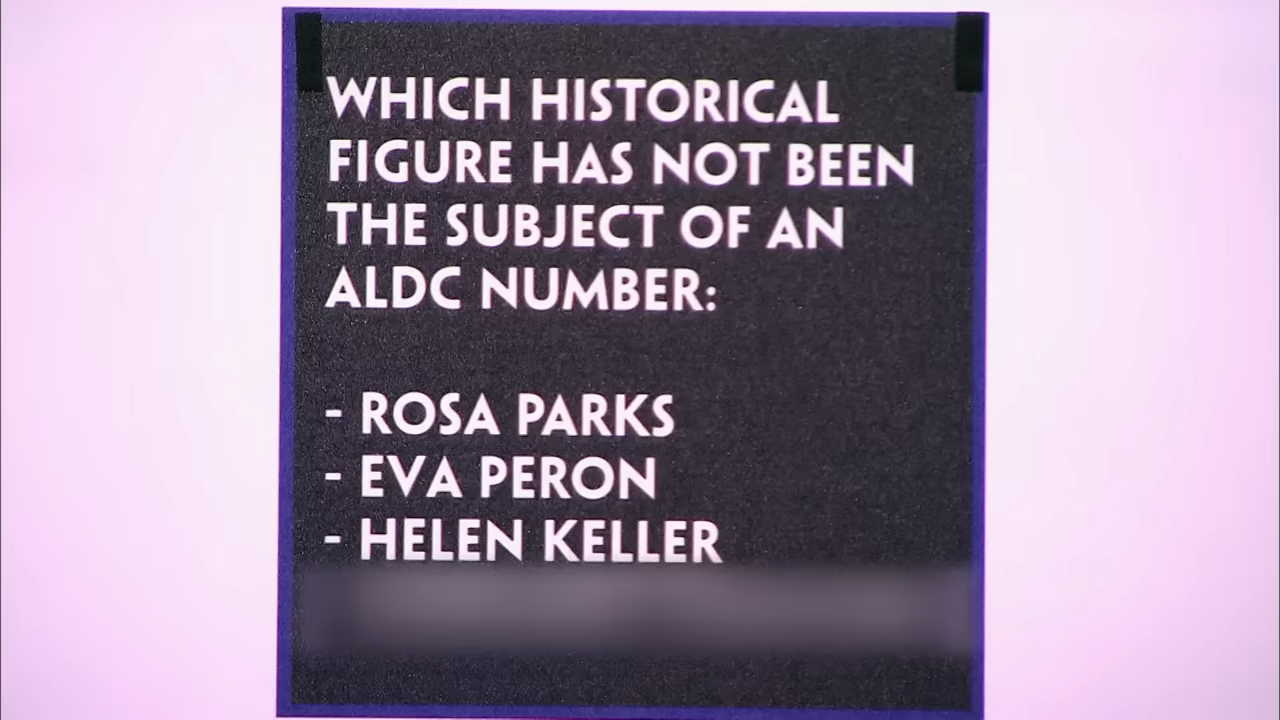 WHICH HISTORICAL
FIGURE HAS NOT BEEN
THE SUBJECT OF AN
ALDC NUMBER:
- ROSA PARKS
- EVA PERON
- HELEN KELLER